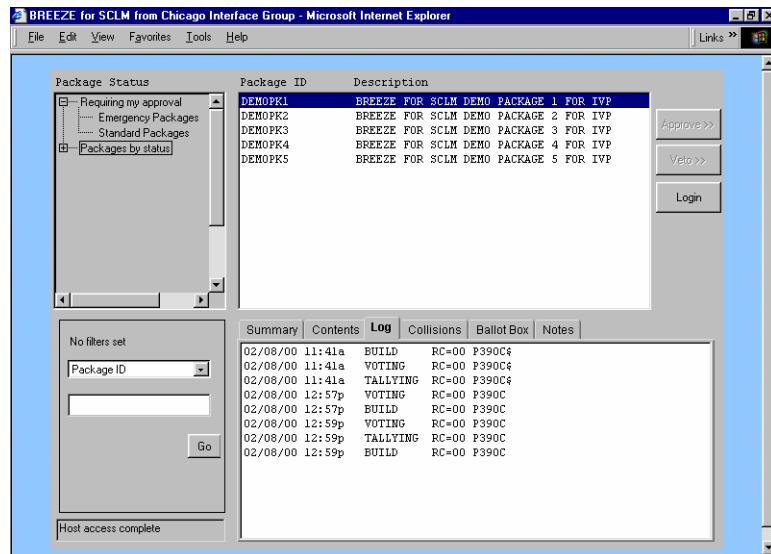 BREEZE for SCLM from Chicago Interface Group - Microsoft Internet Explorer
File Edit View Favorites Tools Help Links »
Package Status
Requiring my approval
Emergency Packages
Standard Packages
Packages by status
Package ID Description
DEMOPK1 BREEZE FOR SCLM DEMO PACKAGE 1 FOR IVP
DEMOPK2 BREEZE FOR SCLM DEMO PACKAGE 2 FOR IVP
DEMOPK3 BREEZE FOR SCLM DEMO PACKAGE 3 FOR IVP
DEMOPK4 BREEZE FOR SCLM DEMO PACKAGE 4 FOR IVP
DEMOPK5 BREEZE FOR SCLM DEMO PACKAGE 5 FOR IVP
Approve >>
Veto >>
Login
No filters set
Package ID
Go
Host access complete
Summary Contents Log Collisions Ballot Box Notes
02/08/00 11:41a BUILD RC=00 P390C$
02/08/00 11:41a VOTING RC=00 P390C$
02/08/00 11:41a TALLYING RC=00 P390C$
02/08/00 12:57p VOTING RC=00 P390C
02/08/00 12:57p BUILD RC=00 P390C
02/08/00 12:59p VOTING RC=00 P390C
02/08/00 12:59p TALLYING RC=00 P390C
02/08/00 12:59p BUILD RC=00 P390C